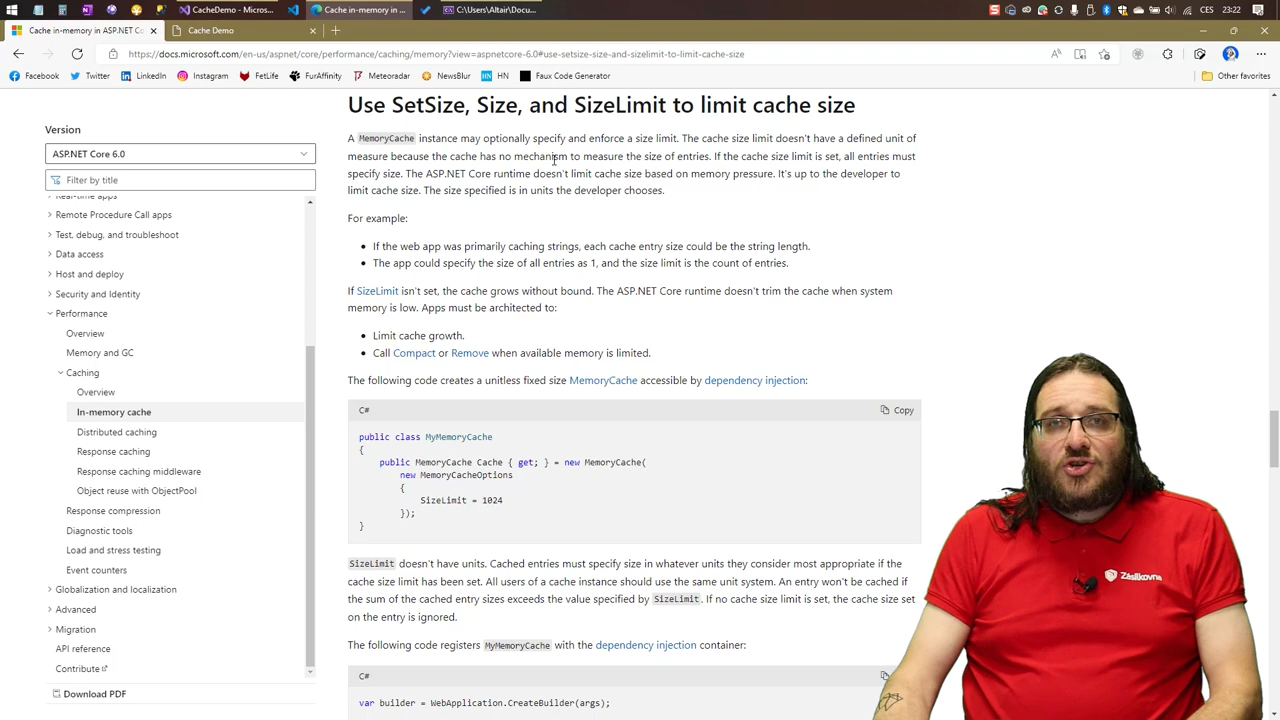 CacheDemo - Micros...
Cache in-memory in ...
C:\Users\Altair\Docu...
CES
23:22
Cache in-memory in ASP.NET Co
Cache Demo
https://docs.microsoft.com/en-us/aspnet/core/performance/caching/memory?view=aspnetcore-6.0#use-setsize-size-and-sizelimit-to-limit-cache-size
Facebook
Twitter
LinkedIn
Instagram
FetLife
FurAffinity
Meteoradar
NewsBlur
HN
Faux Code Generator
Other favorites
Version
ASP.NET Core 6.0
Filter by title
Real-time apps
Remote Procedure Call apps
Test, debug, and troubleshoot
Data access
Host and deploy
Security and Identity
Performance
Overview
Memory and GC
Caching
Overview
In-memory cache
Distributed caching
Response caching
Response caching middleware
Object reuse with ObjectPool
Response compression
Diagnostic tools
Load and stress testing
Event counters
Globalization and localization
Advanced
Migration
API reference
Contribute
Download PDF
Use SetSize, Size, and SizeLimit to limit cache size
A MemoryCache instance may optionally specify and enforce a size limit. The cache size limit doesn't have a defined unit of
measure because the cache has no mechanism to measure the size of entries. If the cache size limit is set, all entries must
specify size. The ASP.NET Core runtime doesn't limit cache size based on memory pressure. It's up to the developer to
limit cache size. The size specified is in units the developer chooses.
For example:
If the web app was primarily caching strings, each cache entry size could be the string length.
The app could specify the size of all entries as 1, and the size limit is the count of entries.
If SizeLimit isn't set, the cache grows without bound. The ASP.NET Core runtime doesn't trim the cache when system
memory is low. Apps must be architected to:
Limit cache growth.
Call Compact or Remove when available memory is limited.
The following code creates a unitless fixed size MemoryCache accessible by dependency injection:
C#
Copy
public class MyMemoryCache
{
public MemoryCache Cache { get; } = new MemoryCache(
new MemoryCacheOptions
{
SizeLimit = 1024
});
}
SizeLimit doesn't have units. Cached entries must specify size in whatever units they consider most appropriate if the
cache size limit has been set. All users of a cache instance should use the same unit system. An entry won't be cached if
the sum of the cached entry sizes exceeds the value specified by SizeLimit. If no cache size limit is set, the cache size set
on the entry is ignored.
The following code registers MyMemoryCache with the dependency injection container:
C#
var builder = WebApplication.CreateBuilder(args);
Zásilkovna